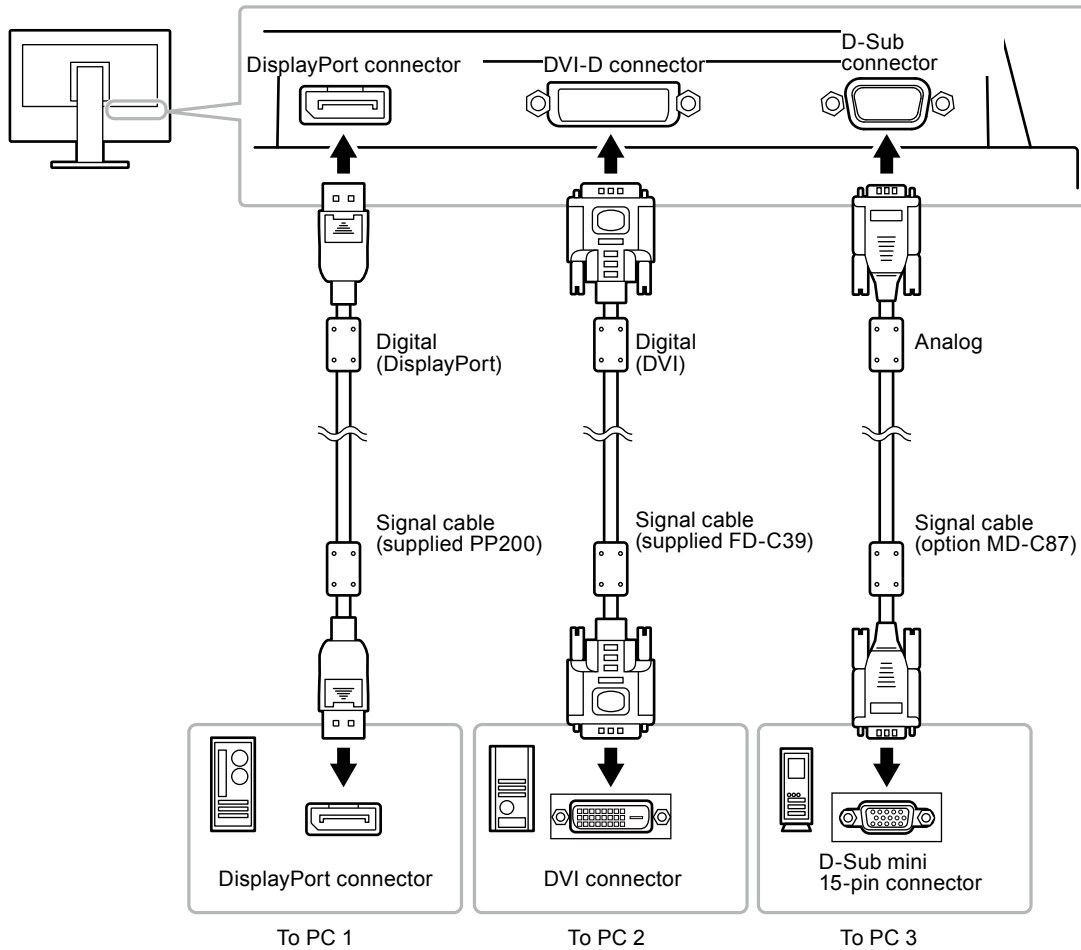 D-Sub
DisplayPort connector
DVI-D connector
connector
Digital
(DisplayPort)
Digital
(DVI)
Analog
Signal cable
(supplied PP200)
Signal cable
(supplied FD-C39)
Signal cable
(option MD-C87)
DisplayPort connector
DVI connector
D-Sub mini
15-pin connector
To PC 1
To PC 2
To PC 3